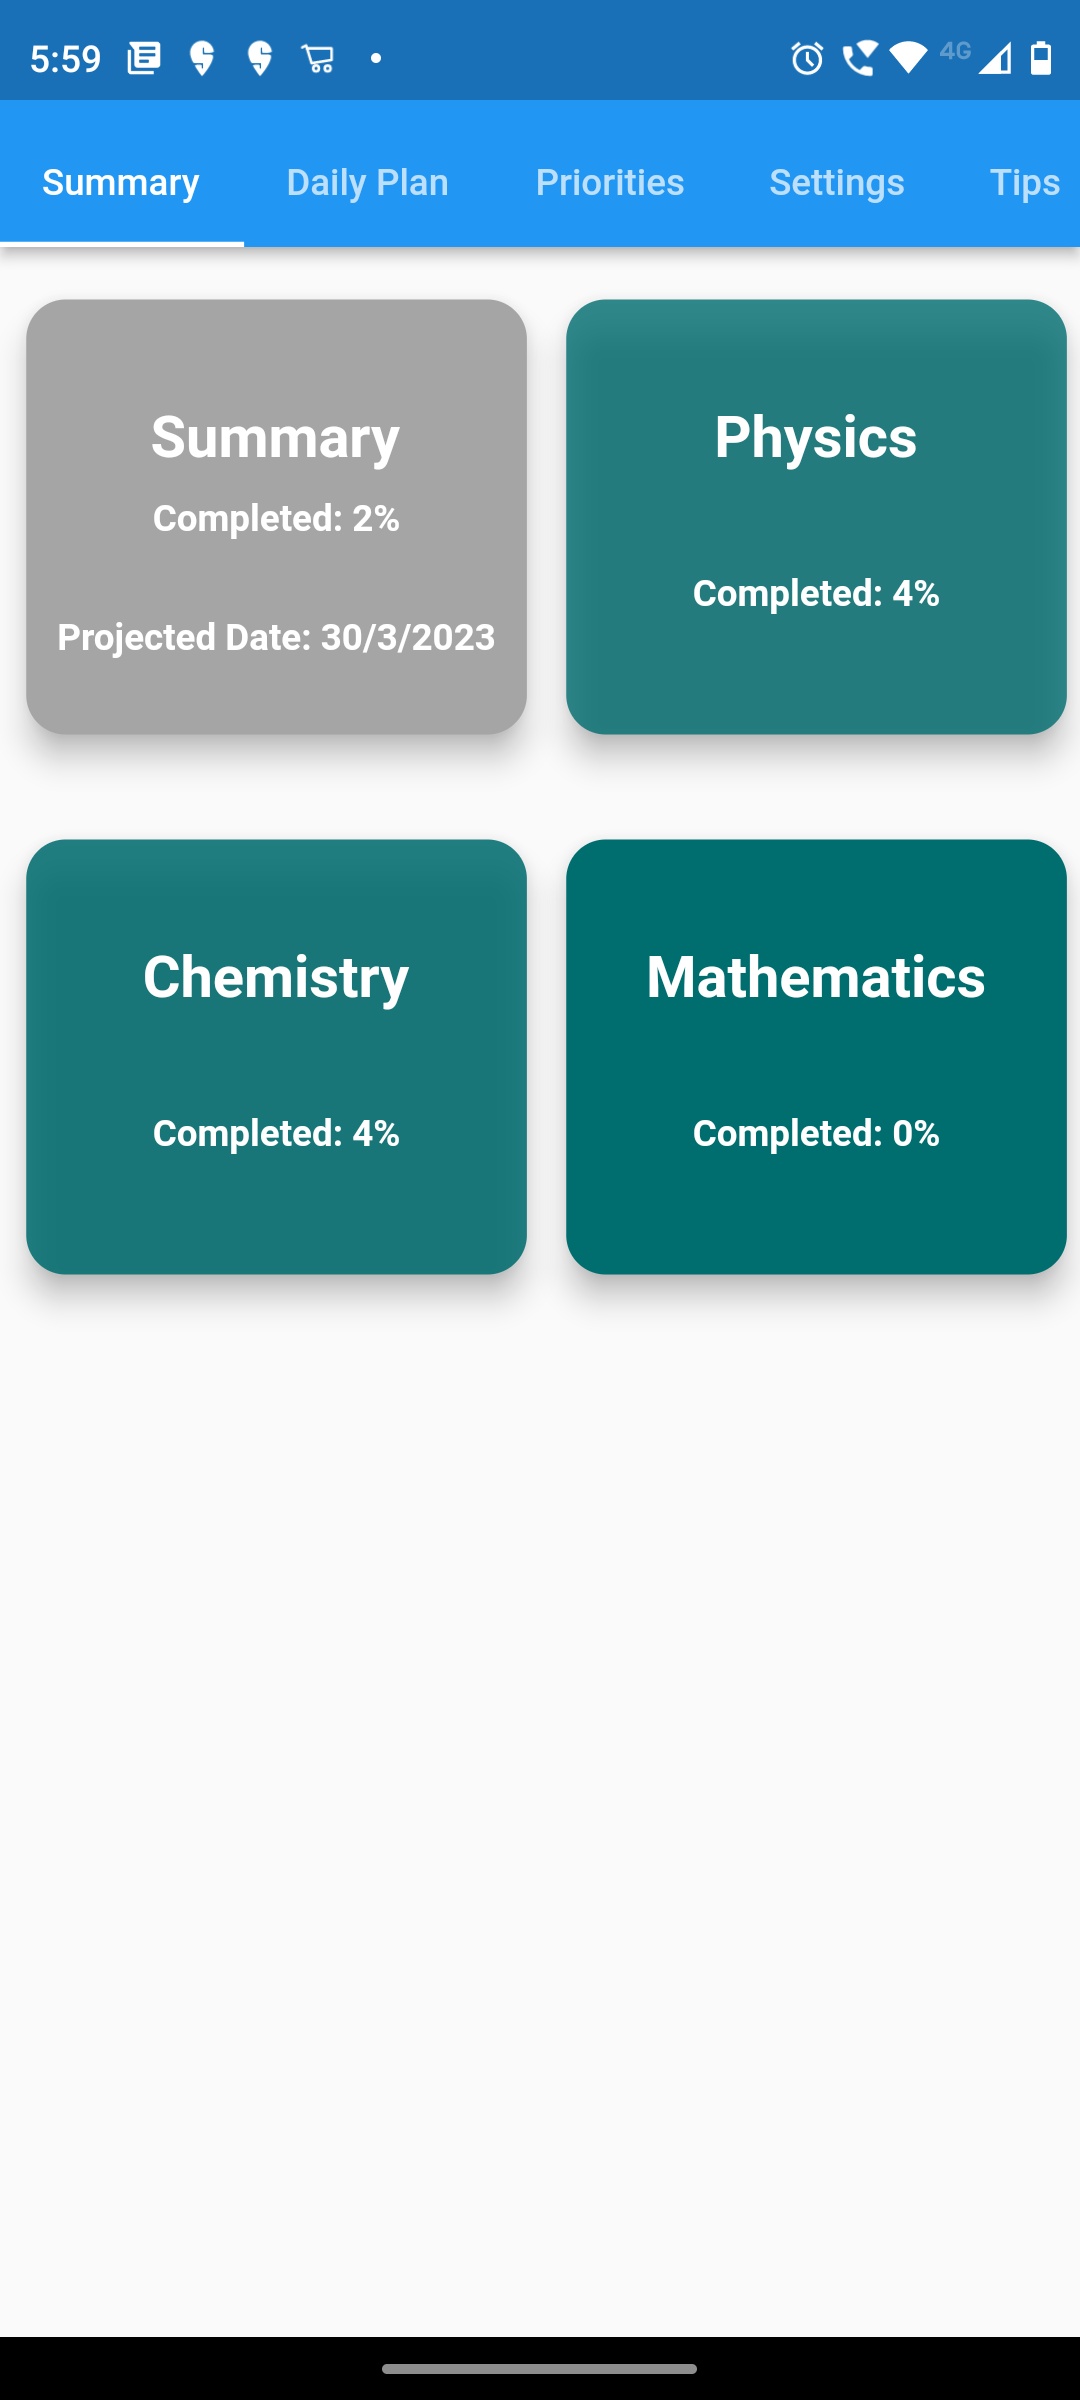 5:59
4G
Summary Daily Plan Priorities Settings Tips
Summary
Completed: 2%
Projected Date: 30/3/2023
Physics
Completed: 4%
Chemistry
Completed: 4%
Mathematics
Completed: 0%